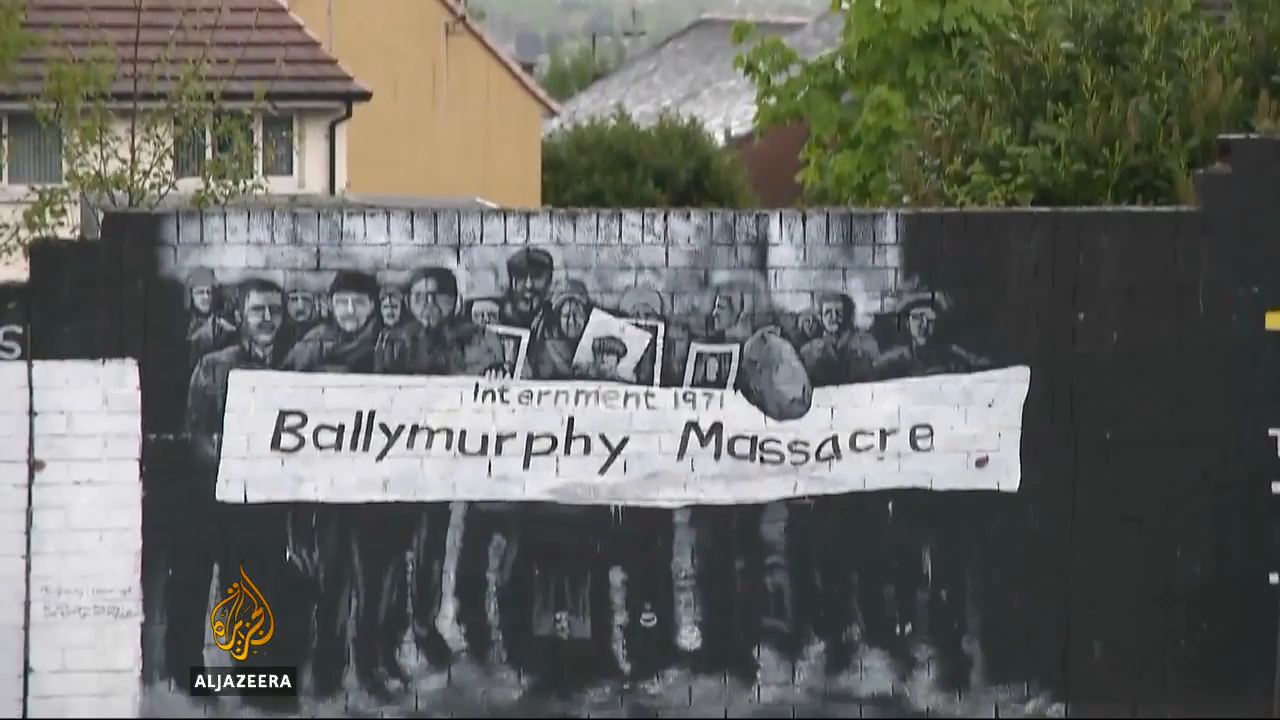 s
Internment 1971
Ballymurphy Massacre
الجزيرة
ALJAZEERA